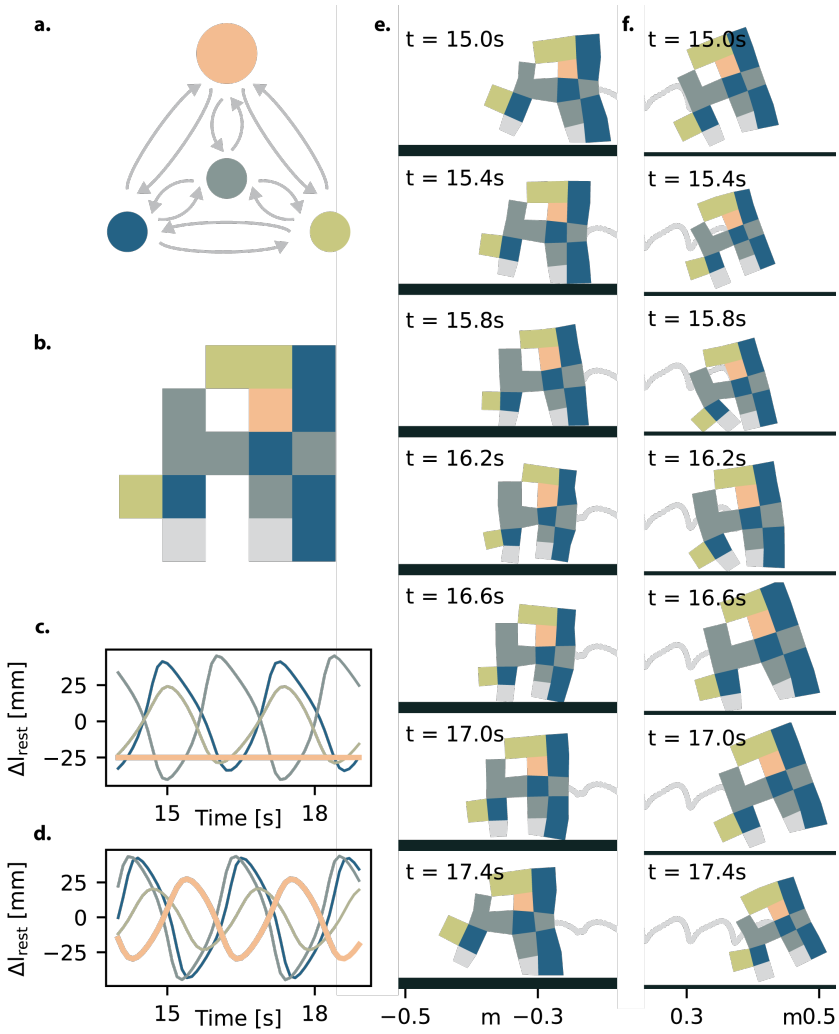 a.
b.
c.
Δl_rest [mm]
25
0
−25
15
Time [s]
18
d.
Δl_rest [mm]
25
0
−25
15
Time [s]
18
e.
t = 15.0s
t = 15.4s
t = 15.8s
t = 16.2s
t = 16.6s
t = 17.0s
t = 17.4s
−0.5
m
−0.3
f.
t = 15.0s
t = 15.4s
t = 15.8s
t = 16.2s
t = 16.6s
t = 17.0s
t = 17.4s
0.3
m
0.5